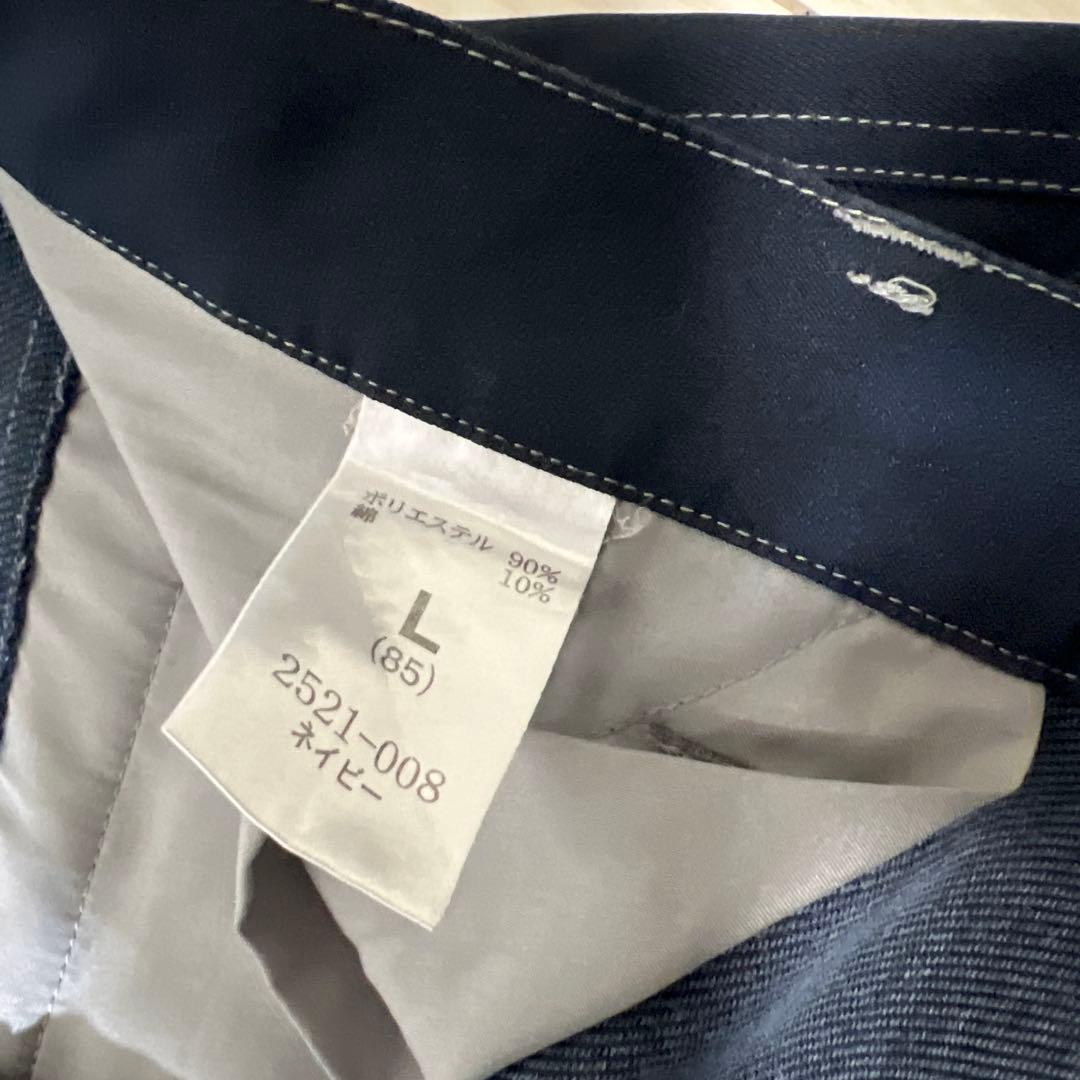 ポリエステル 90%
綿 10%
L
(85)
2521-008
ネイビー